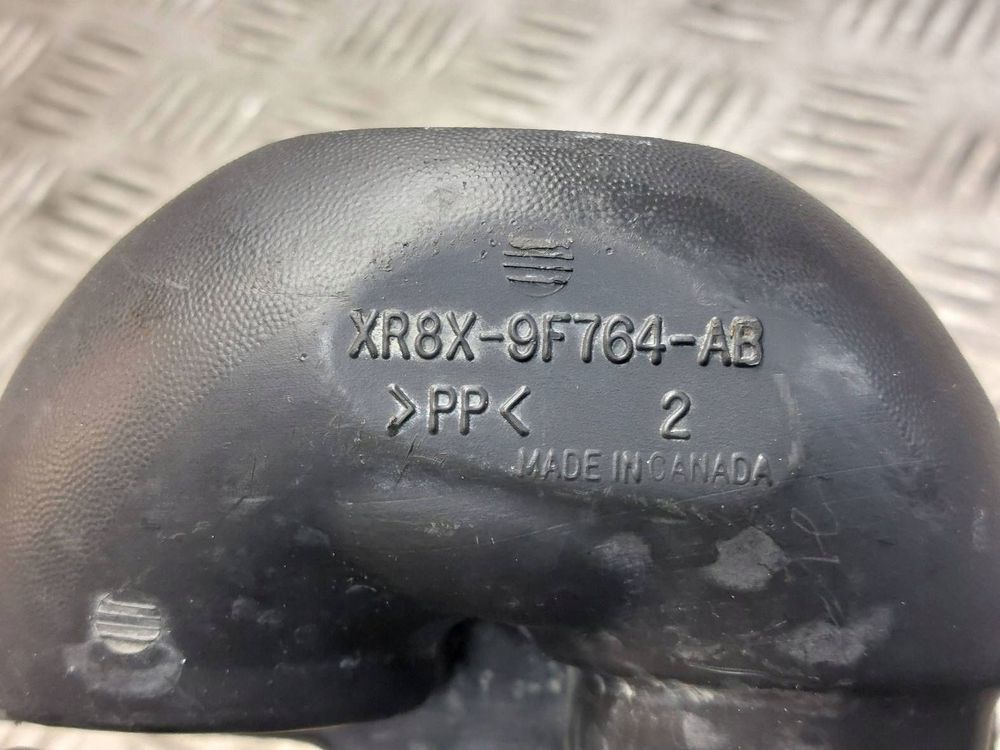 XR8X-9F764-AB
>PP< 2
MADE IN CANADA